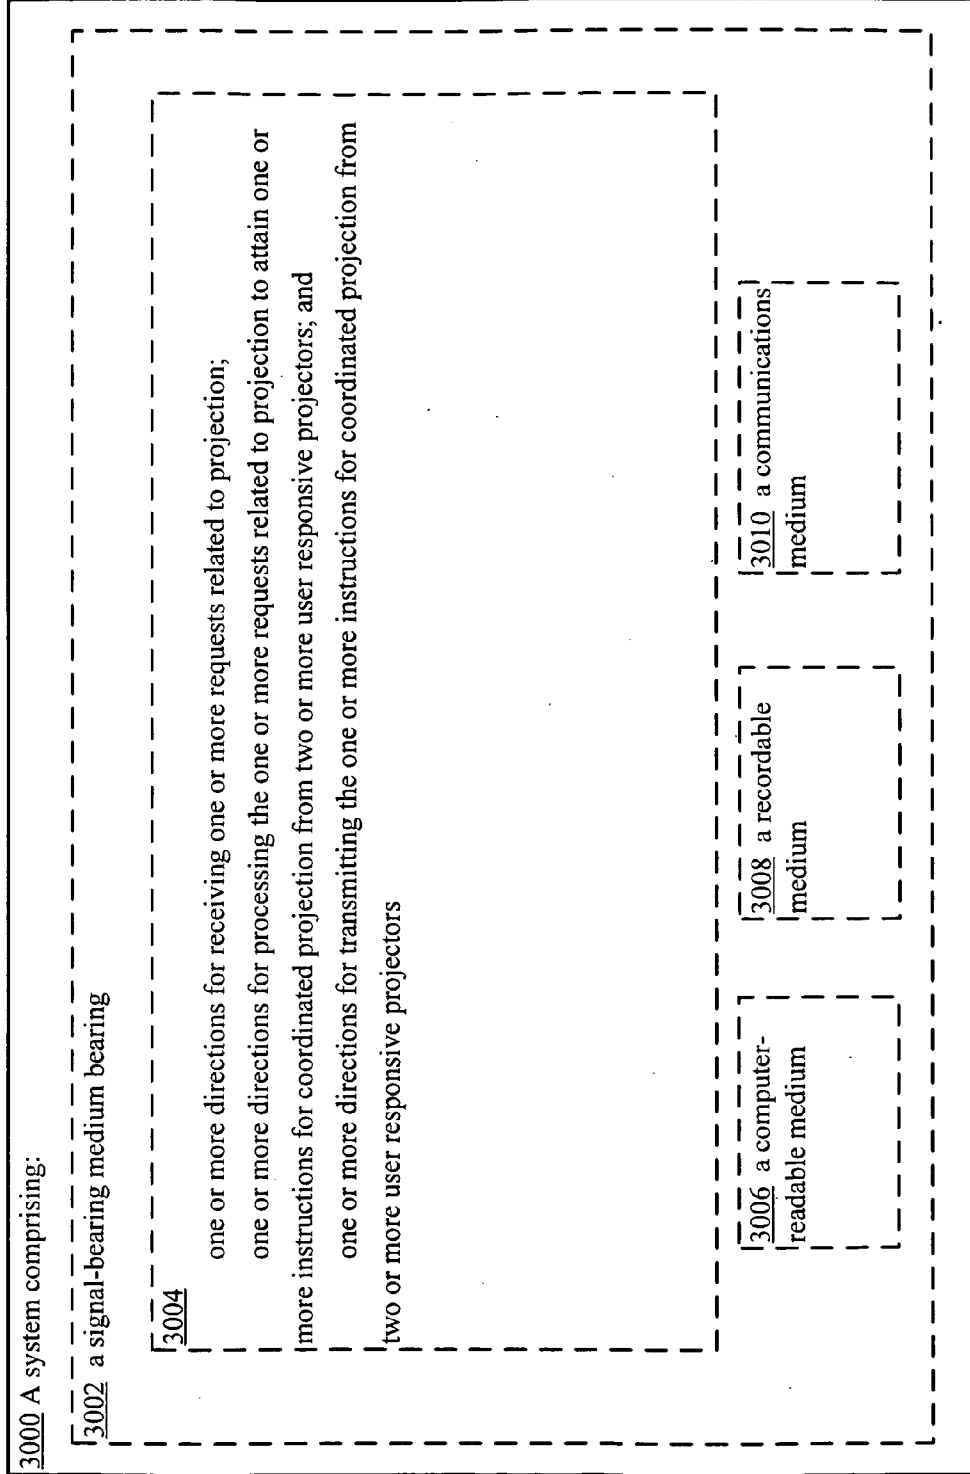 3000 A system comprising:
3002 a signal-bearing medium bearing
3004
one or more directions for receiving one or more requests related to projection;
one or more directions for processing the one or more requests related to projection to attain one or
more instructions for coordinated projection from two or more user responsive projectors; and
one or more directions for transmitting the one or more instructions for coordinated projection from
two or more user responsive projectors
3006 a computer-
readable medium
3008 a recordable
medium
3010 a communications
medium